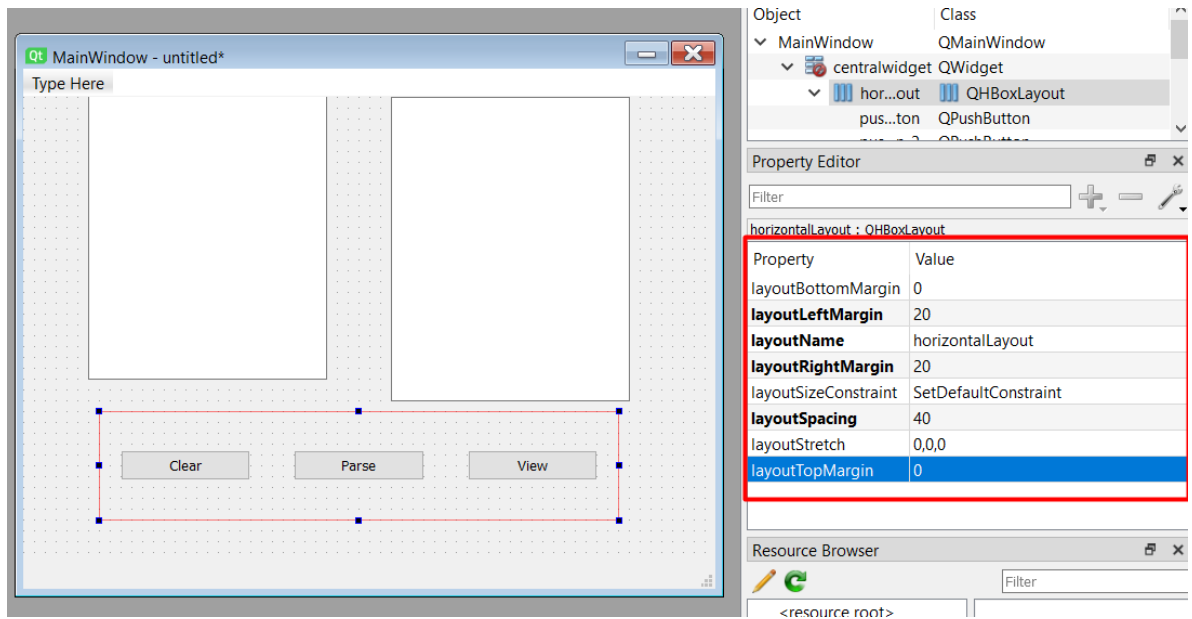 Qt MainWindow - untitled*
Type Here
Clear Parse View
Object Class
MainWindow QMainWindow
centralwidget QWidget
hor...out QHBoxLayout
pus...ton QPushButton
Property Editor
Filter
horizontalLayout : QHBoxLayout
Property Value
layoutBottomMargin 0
layoutLeftMargin 20
layoutName horizontalLayout
layoutRightMargin 20
layoutSizeConstraint SetDefaultConstraint
layoutSpacing 40
layoutStretch 0,0,0
layoutTopMargin 0
Resource Browser
Filter
<resource root>